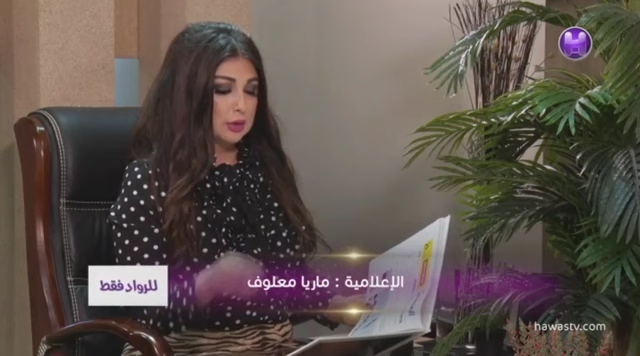 الإعلامية : ماريا معلوف
للرواد فقط
hawastv.com